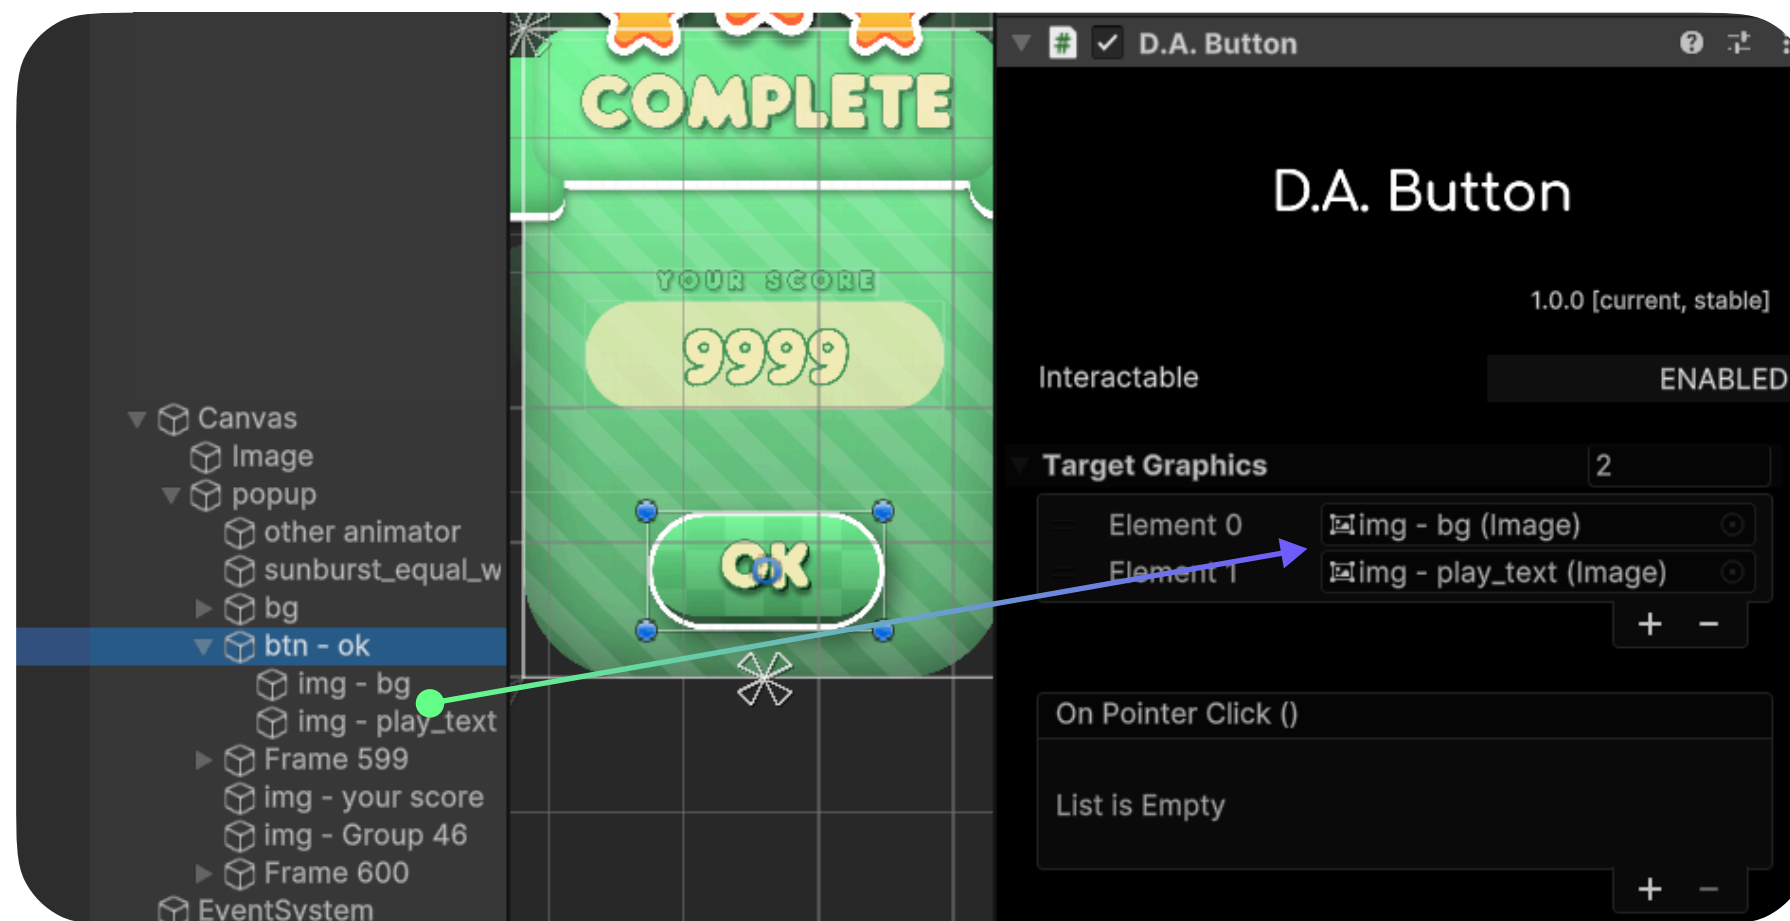 Canvas
Image
popup
other animator
sunburst_equal_w
bg
btn - ok
img - bg
img - play_text
Frame 599
img - your score
img - Group 46
Frame 600
EventSystem
COMPLETE
YOUR SCORE
9999
OK
# D.A. Button
D.A. Button
1.0.0 [current, stable]
Interactable ENABLED
Target Graphics 2
Element 0 img - bg (Image)
Element 1 img - play_text (Image)
+ −
On Pointer Click ()
List is Empty
+ −